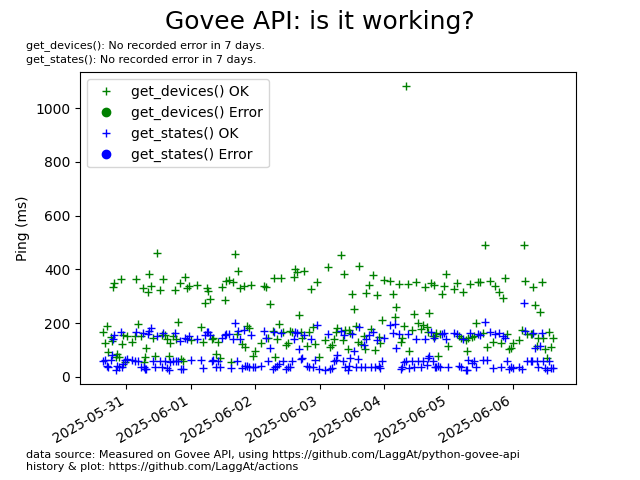 Govee API: is it working?
get_devices(): No recorded error in 7 days.
get_states(): No recorded error in 7 days.
get_devices() OK
get_devices() Error
get_states() OK
get_states() Error
Ping (ms)
1000
800
600
400
200
0
2025-05-31
2025-06-01
2025-06-02
2025-06-03
2025-06-04
2025-06-05
2025-06-06
data source: Measured on Govee API, using https://github.com/LaggAt/python-govee-api
history & plot: https://github.com/LaggAt/actions